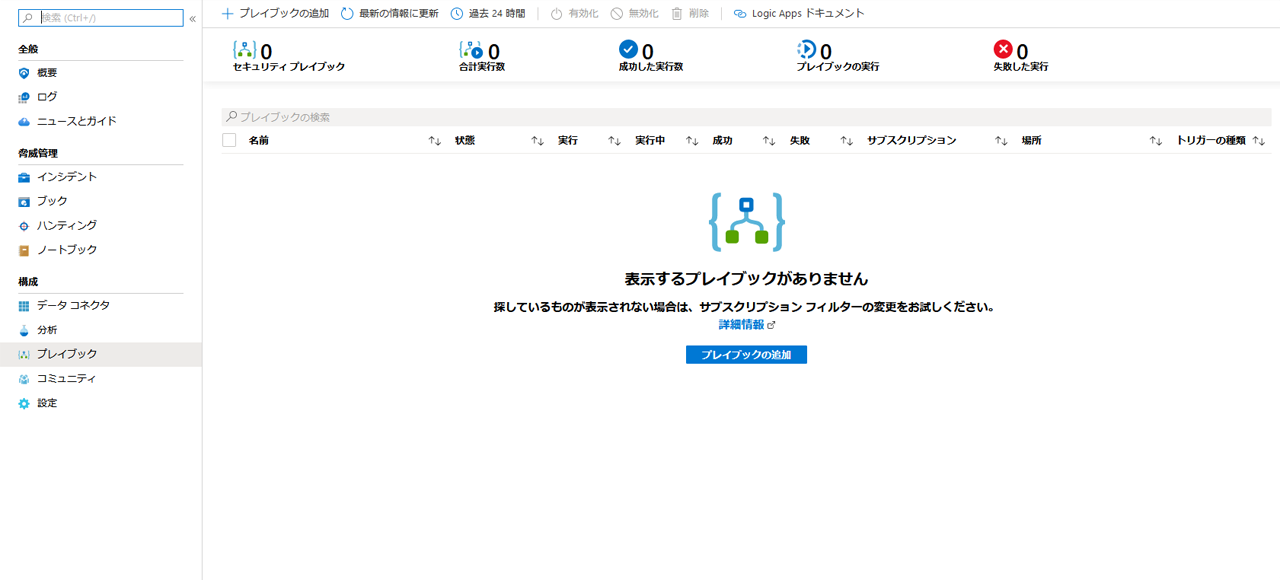 検索 (Ctrl+/) «
全般
概要
ログ
ニュースとガイド
脅威管理
インシデント
ブック
ハンティング
ノートブック
構成
データ コネクタ
分析
プレイブック
コミュニティ
設定
プレイブックの追加 最新の情報に更新 過去 24 時間 有効化 無効化 削除 Logic Apps ドキュメント
0 0 0 0 0
セキュリティ プレイブック 合計実行数 成功した実行数 プレイブックの実行 失敗した実行
プレイブックの検索
名前 状態 実行 実行中 成功 失敗 サブスクリプション 場所 トリガーの種類
表示するプレイブックがありません
探しているものが表示されない場合は、サブスクリプション フィルターの変更をお試しください。
詳細情報
プレイブックの追加